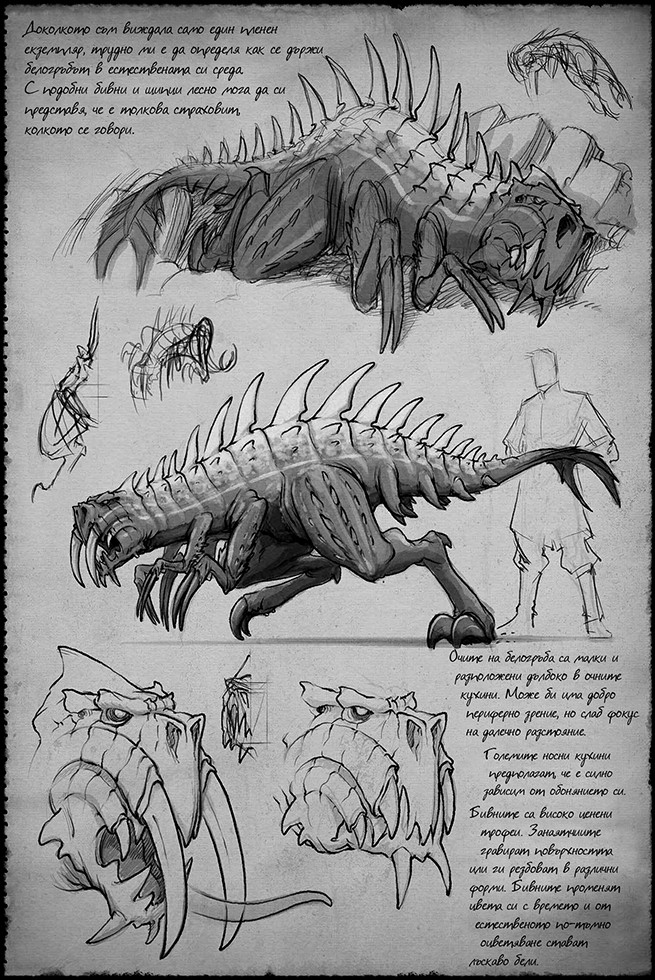 Доколкото съм виждала само един пленен
екземпляр, трудно ми е да определя как се държи
белогръбът в естествената си среда.
С подобни бивни и щипци лесно мога да си
представя, че е толкова страховит,
колкото се говори.
Очите на белогръба са малки и
разположени дълбоко в очните
кухини. Може би има добро
периферно зрение, но слаб фокус
на далечно разстояние.
Големите носни кухини
предполагат, че е силно
зависим от обонянието си.
Бивните са високо ценени
трофеи. Занаятчиите
гравират повърхността
или ги резбоват в различни
форми. Бивните променят
цвета си с времето и от
естественото по-тъмно
оцветяване стават
лъскаво бели.